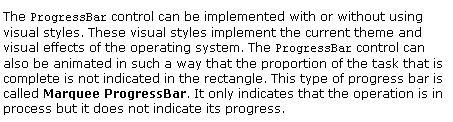 The ProgressBar control can be implemented with or without using
visual styles. These visual styles implement the current theme and
visual effects of the operating system. The ProgressBar control can
also be animated in such a way that the proportion of the task that is
complete is not indicated in the rectangle. This type of progress bar is
called Marquee ProgressBar. It only indicates that the operation is in
process but it does not indicate its progress.